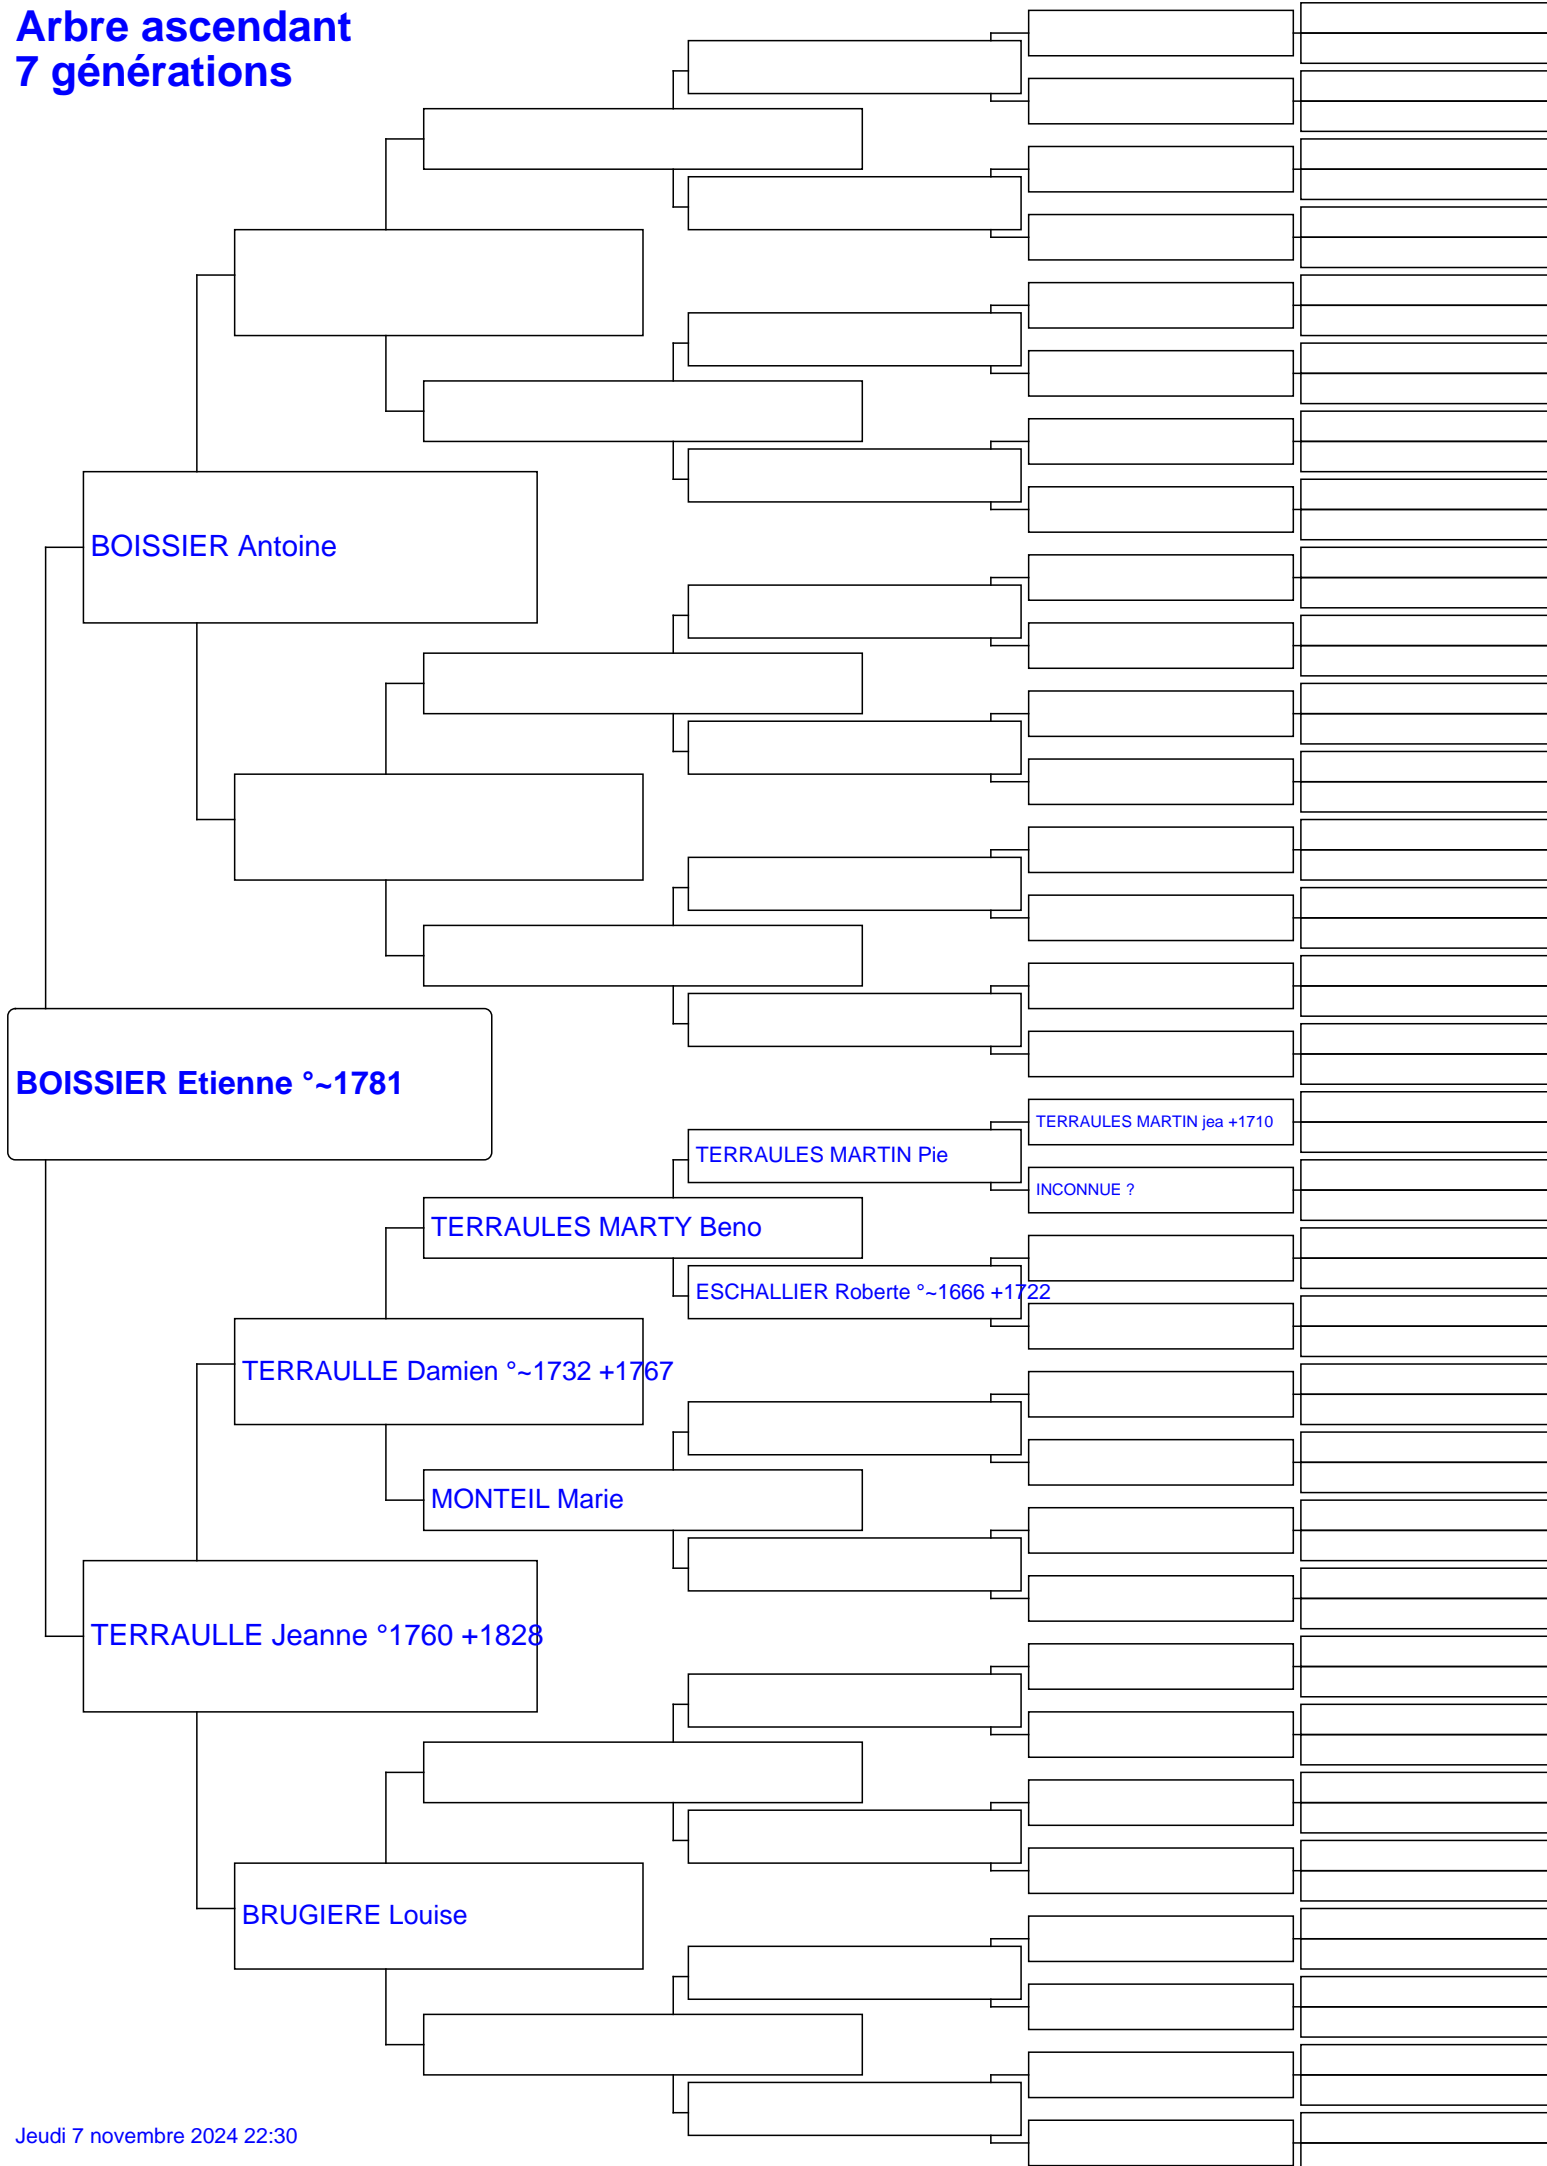 Arbre ascendant
7 générations
BOISSIER Antoine
BOISSIER Etienne °~1781
TERRAULES MARTIN jea +1710
TERRAULES MARTIN Pie
INCONNUE ?
TERRAULES MARTY Beno
ESCHALLIER Roberte °~1666 +1722
TERRAULLE Damien °~1732 +1767
MONTEIL Marie
TERRAULLE Jeanne °1760 +1828
BRUGIERE Louise
Jeudi 7 novembre 2024 22:30